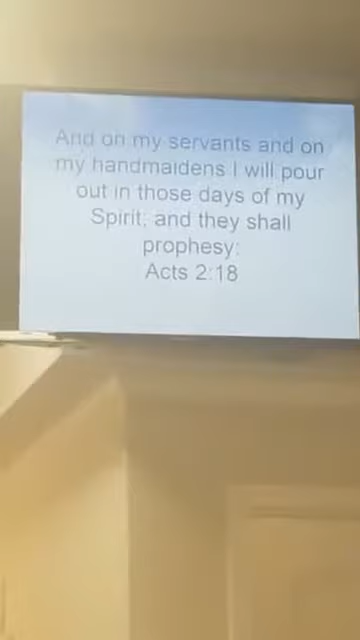 And on my servants and on
my handmaidens I will pour
out in those days of my
Spirit; and they shall
prophesy:
Acts 2:18